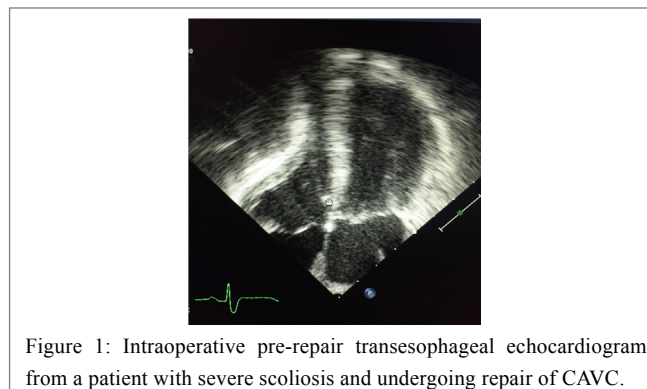 Figure 1: Intraoperative pre-repair transesophageal echocardiogram
from a patient with severe scoliosis and undergoing repair of CAVC.